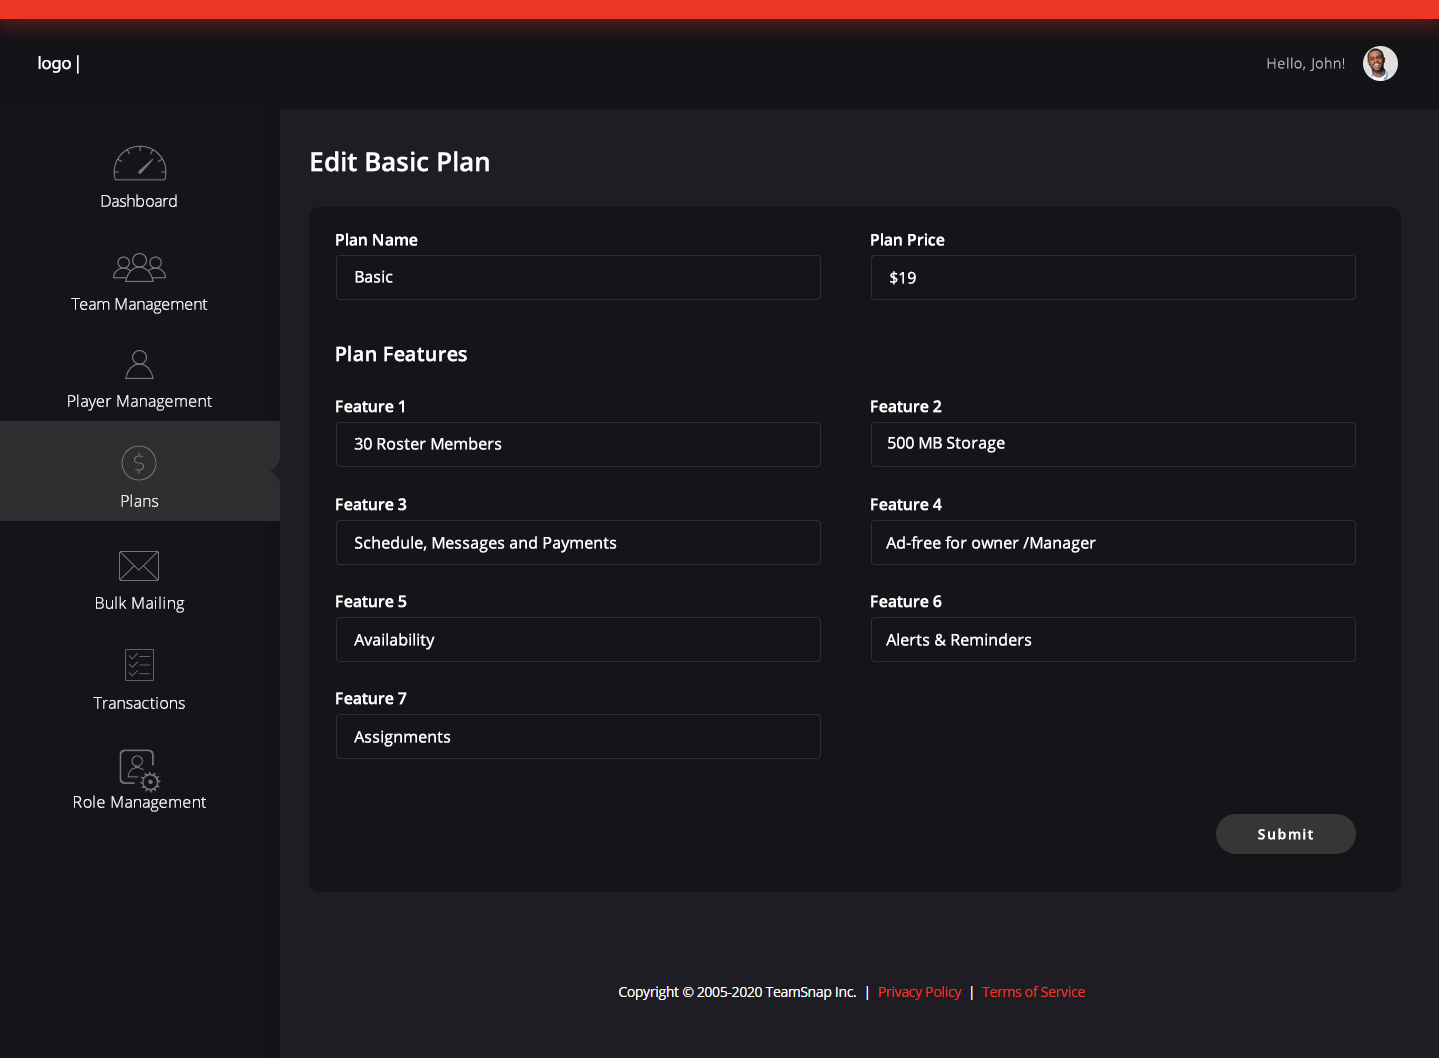 logo |
Hello, John!
Dashboard
Team Management
Player Management
Plans
Bulk Mailing
Transactions
Role Management
Edit Basic Plan
Plan Name
Plan Price
Basic
$19
Plan Features
Feature 1
Feature 2
30 Roster Members
500 MB Storage
Feature 3
Feature 4
Schedule, Messages and Payments
Ad-free for owner /Manager
Feature 5
Feature 6
Availability
Alerts & Reminders
Feature 7
Assignments
Submit
Copyright © 2005-2020 TeamSnap Inc. | Privacy Policy | Terms of Service